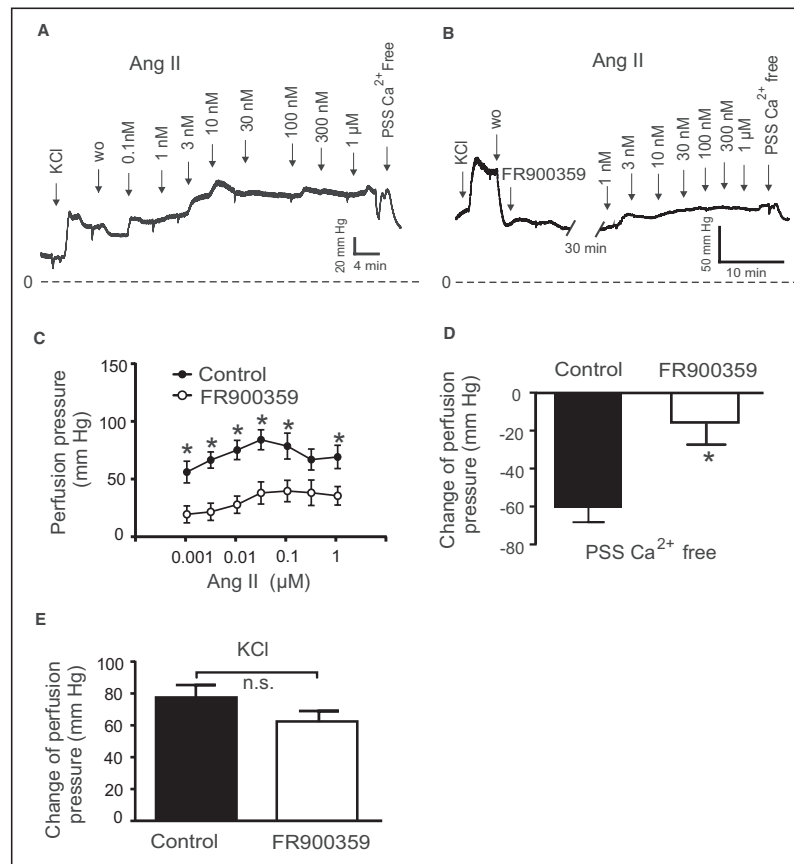 A
Ang II
KCl
wo
0.1nM
1 nM
3 nM
10 nM
30 nM
100 nM
300 nM
1 µM
PSS Ca2+ Free
20 mm Hg
4 min
0
B
Ang II
KCl
wo
FR900359
1 nM
3 nM
10 nM
30 nM
100 nM
300 nM
1 µM
PSS Ca2+ free
30 min
50 mm Hg
10 min
0
C
Control
FR900359
Perfusion pressure
(mm Hg)
150
100
50
0
* * * * * *
0.001 0.01 0.1 1
Ang II (µM)
D
Control FR900359
Change of perfusion
pressure (mm Hg)
0
-20
-40
-60
-80
*
PSS Ca2+ free
E
KCl
n.s.
Change of perfusion
pressure (mm Hg)
100
80
60
40
20
0
Control FR900359